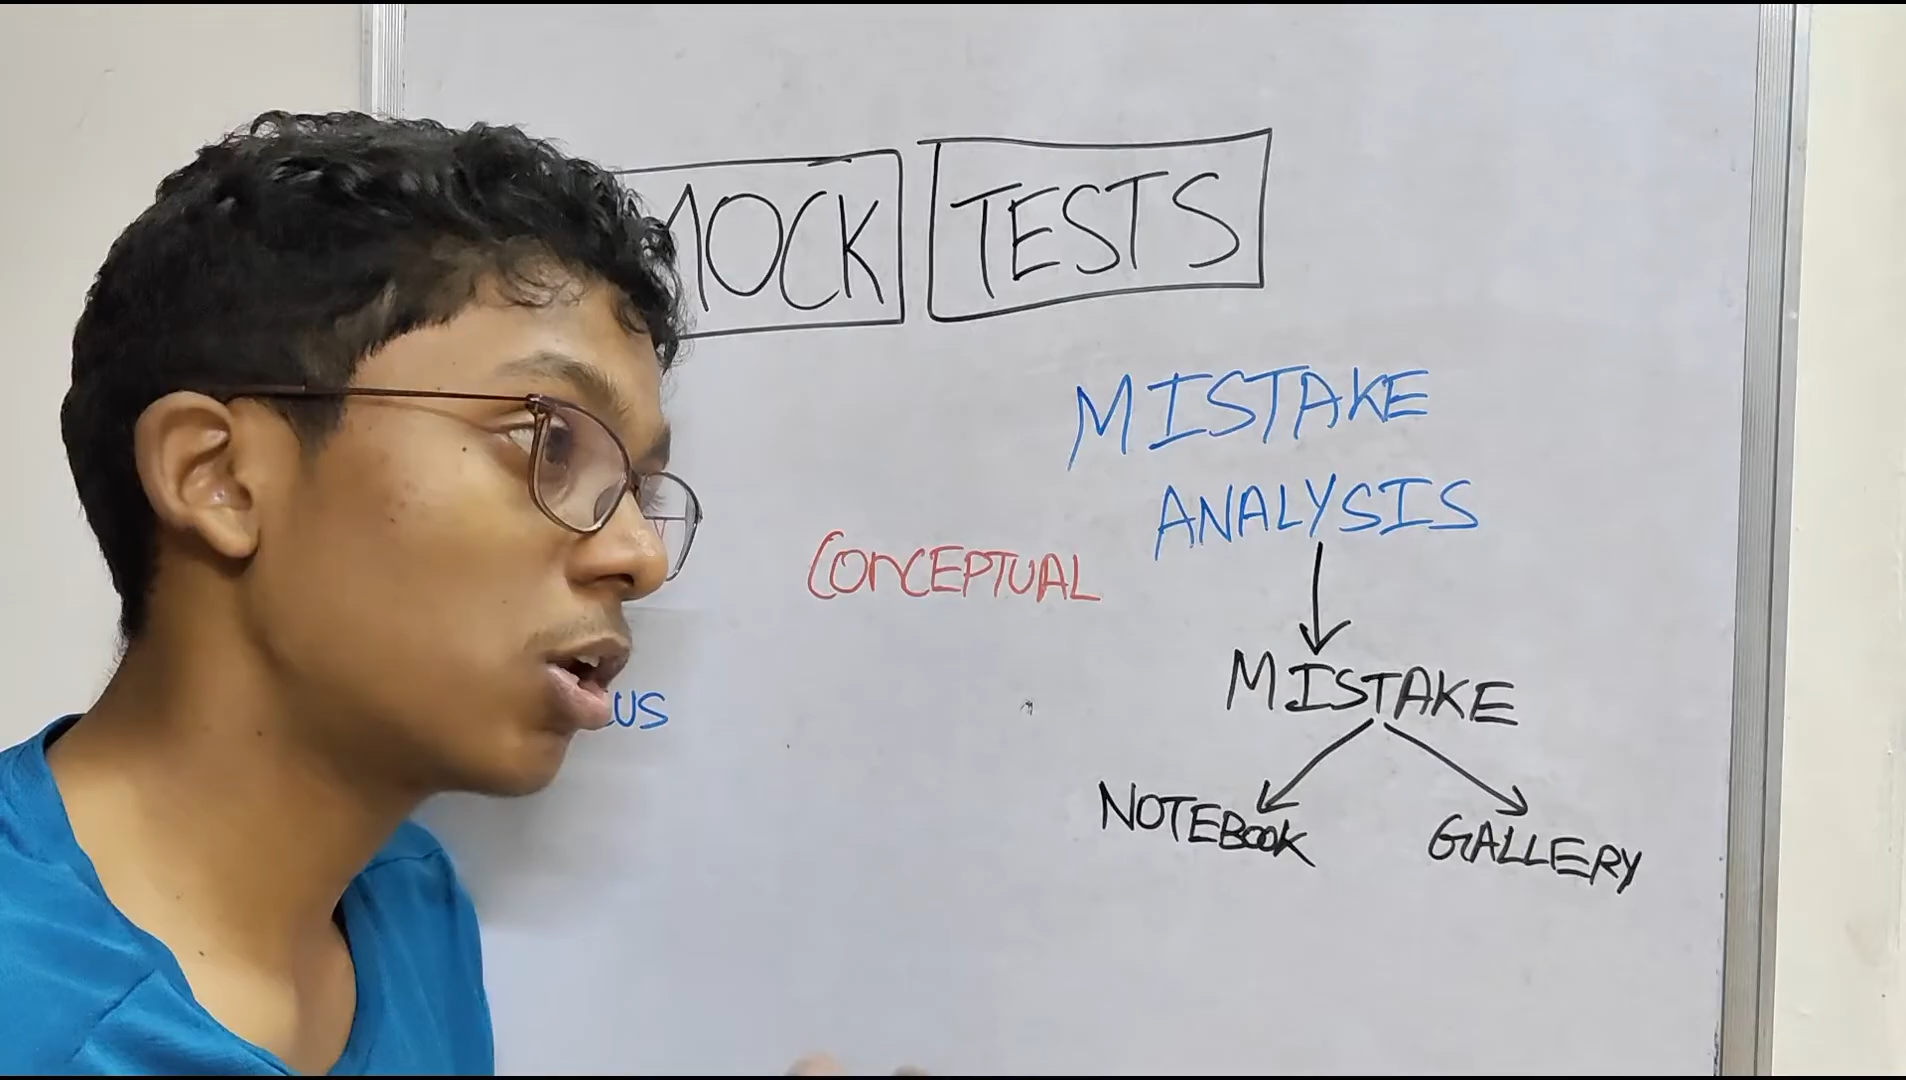 MOCK TESTS
MISTAKE
ANALYSIS
CONCEPTUAL
MISTAKE
NOTEBOOK
GALLERY